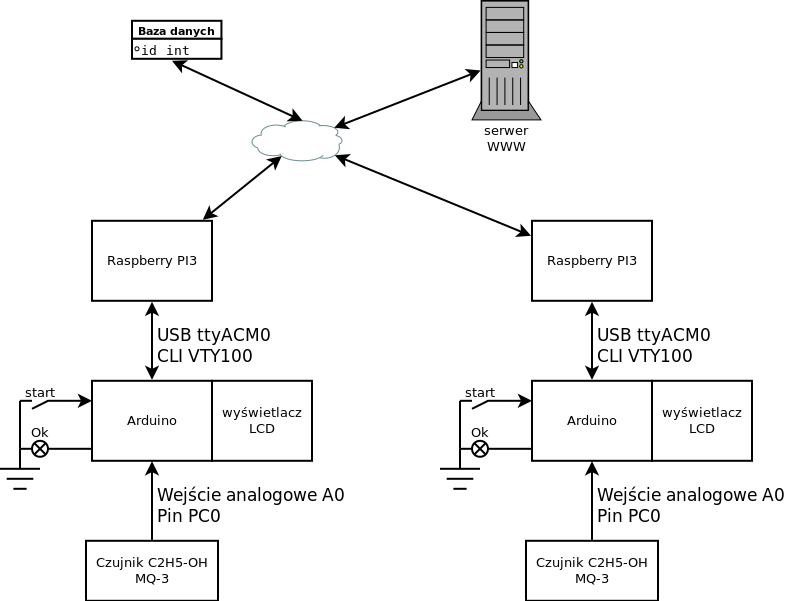 Baza danych
°id int
serwer
WWW
Raspberry PI3
Raspberry PI3
USB ttyACM0
CLI VTY100
USB ttyACM0
CLI VTY100
start
Arduino
wyświetlacz
LCD
Ok
start
Arduino
wyświetlacz
LCD
Ok
Wejście analogowe A0
Pin PC0
Wejście analogowe A0
Pin PC0
Czujnik C2H5-OH
MQ-3
Czujnik C2H5-OH
MQ-3